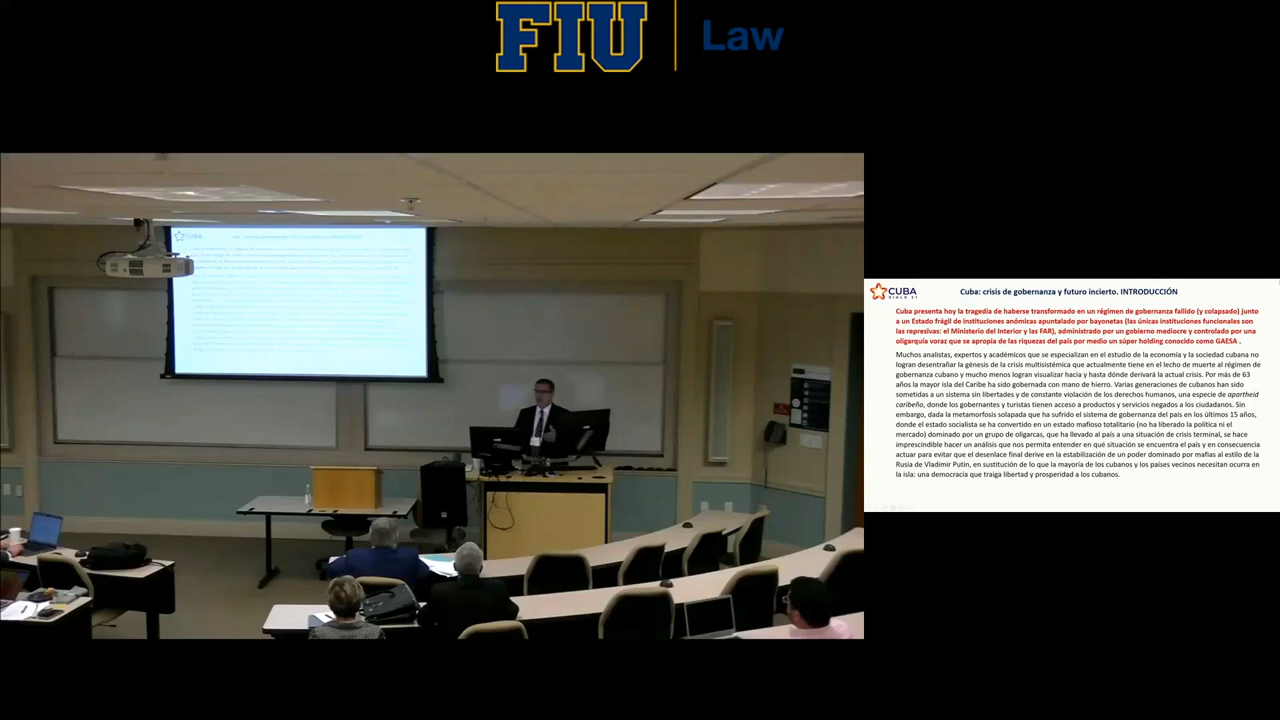 FIU Law
CUBA
SIGLO 21
Cuba: crisis de gobernanza y futuro incierto. INTRODUCCIÓN
Cuba presenta hoy la tragedia de haberse transformado en un régimen de gobernanza fallido (y colapsado) junto
a un Estado frágil de instituciones anómicas apuntalado por bayonetas (las únicas instituciones funcionales son
las represivas: el Ministerio del Interior y las FAR), administrado por un gobierno mediocre y controlado por una
oligarquía voraz que se apropia de las riquezas del país por medio un súper holding conocido como GAESA .
Muchos analistas, expertos y académicos que se especializan en el estudio de la economía y la sociedad cubana no
logran desentrañar la génesis de la crisis multisistémica que actualmente tiene en el lecho de muerte al régimen de
gobernanza cubano y mucho menos logran visualizar hacia y hasta dónde derivará la actual crisis. Por más de 63
años la mayor isla del Caribe ha sido gobernada con mano de hierro. Varias generaciones de cubanos han sido
sometidas a un sistema sin libertades y de constante violación de los derechos humanos, una especie de apartheid
caribeño, donde los gobernantes y turistas tienen acceso a productos y servicios negados a los ciudadanos. Sin
embargo, dada la metamorfosis solapada que ha sufrido el sistema de gobernanza del país en los últimos 15 años,
donde el estado socialista se ha convertido en un estado mafioso totalitario (no ha liberado la política ni el
mercado) dominado por un grupo de oligarcas, que ha llevado al país a una situación de crisis terminal, se hace
imprescindible hacer un análisis que nos permita entender en qué situación se encuentra el país y en consecuencia
actuar para evitar que el desenlace final derive en la estabilización de un poder dominado por mafias al estilo de la
Rusia de Vladimir Putin, en sustitución de lo que la mayoría de los cubanos y los países vecinos necesitan ocurra en
la isla: una democracia que traiga libertad y prosperidad a los cubanos.
CUBA